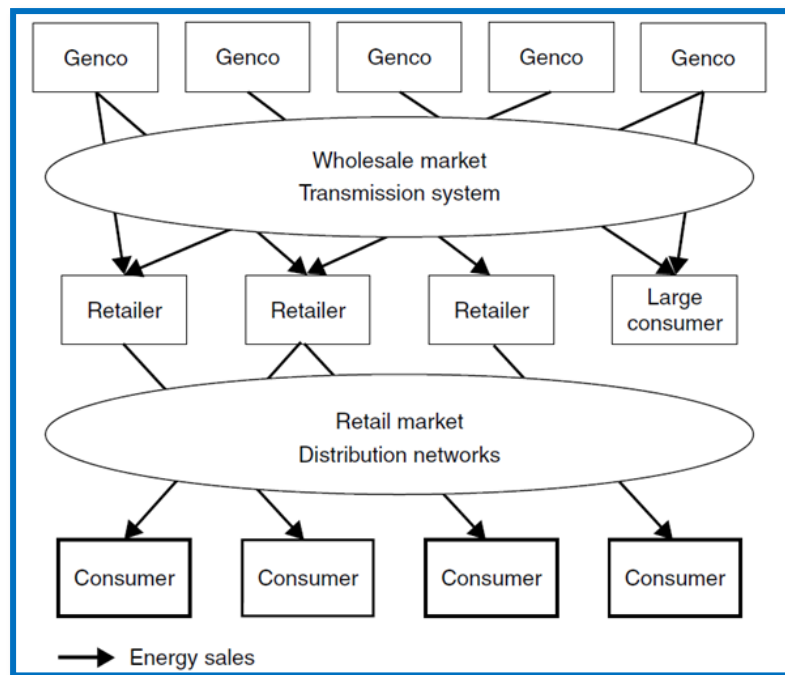 Genco
Genco
Genco
Genco
Genco
Wholesale market
Transmission system
Retailer
Retailer
Retailer
Large
consumer
Retail market
Distribution networks
Consumer
Consumer
Consumer
Consumer
Energy sales